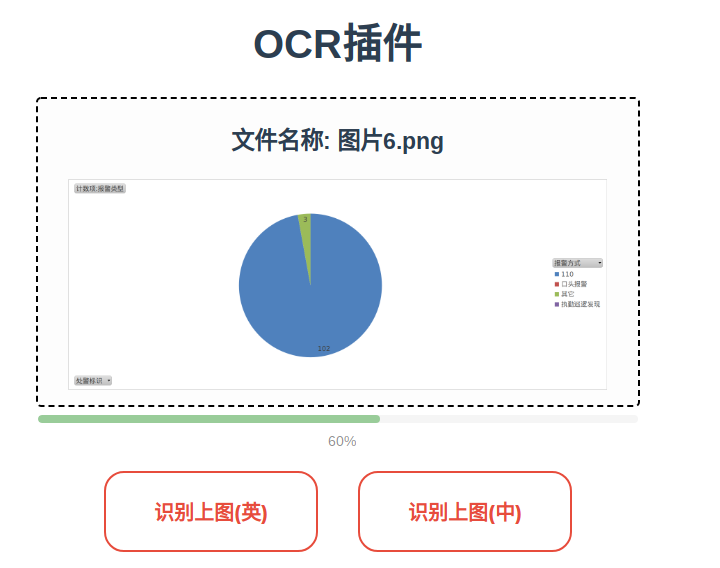 OCR插件
文件名称: 图片6.png
计数项:报警类型
3
102
报警方式
110
口头报警
其它
执勤巡逻发现
处警标识
60%
识别上图(英)
识别上图(中)